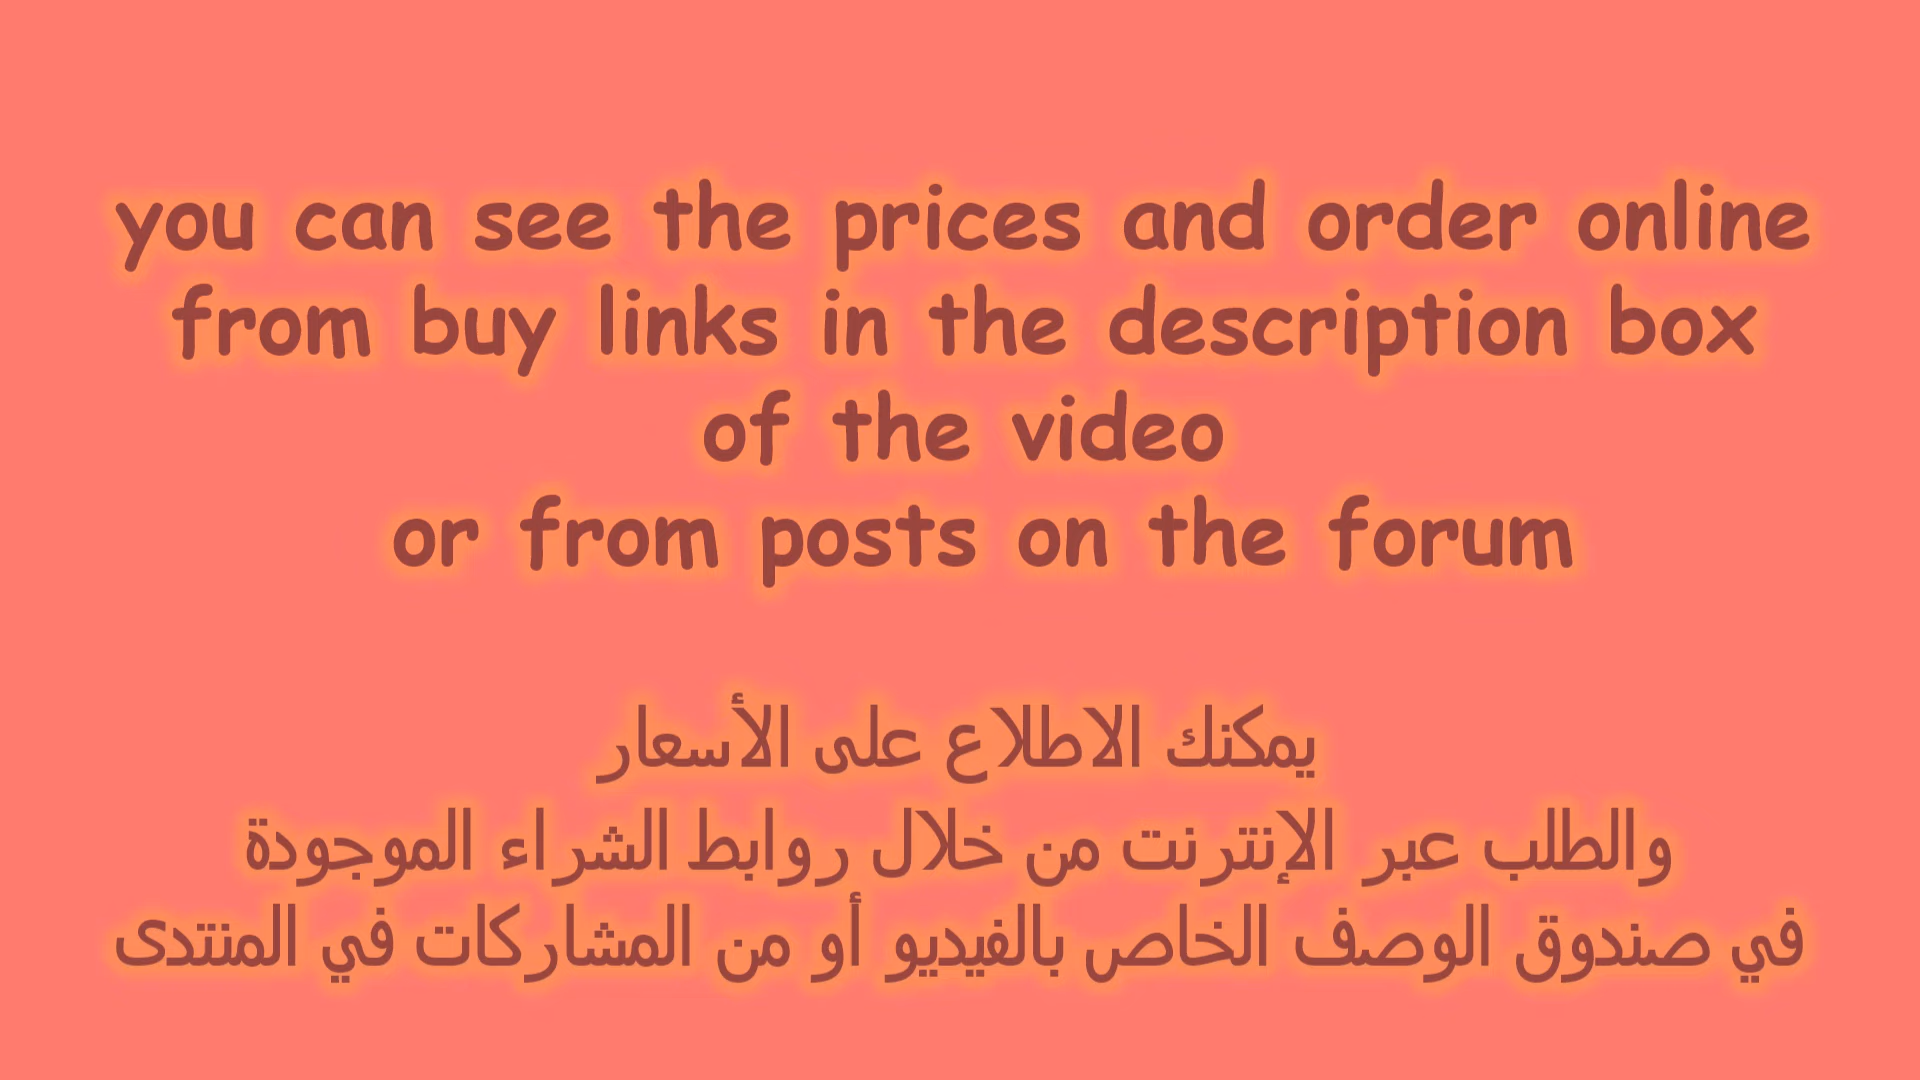 you can see the prices and order online
from buy links in the description box
of the video
or from posts on the forum
يمكنك الاطلاع على الأسعار
والطلب عبر الإنترنت من خلال روابط الشراء الموجودة
في صندوق الوصف الخاص بالفيديو أو من المشاركات في المنتدى